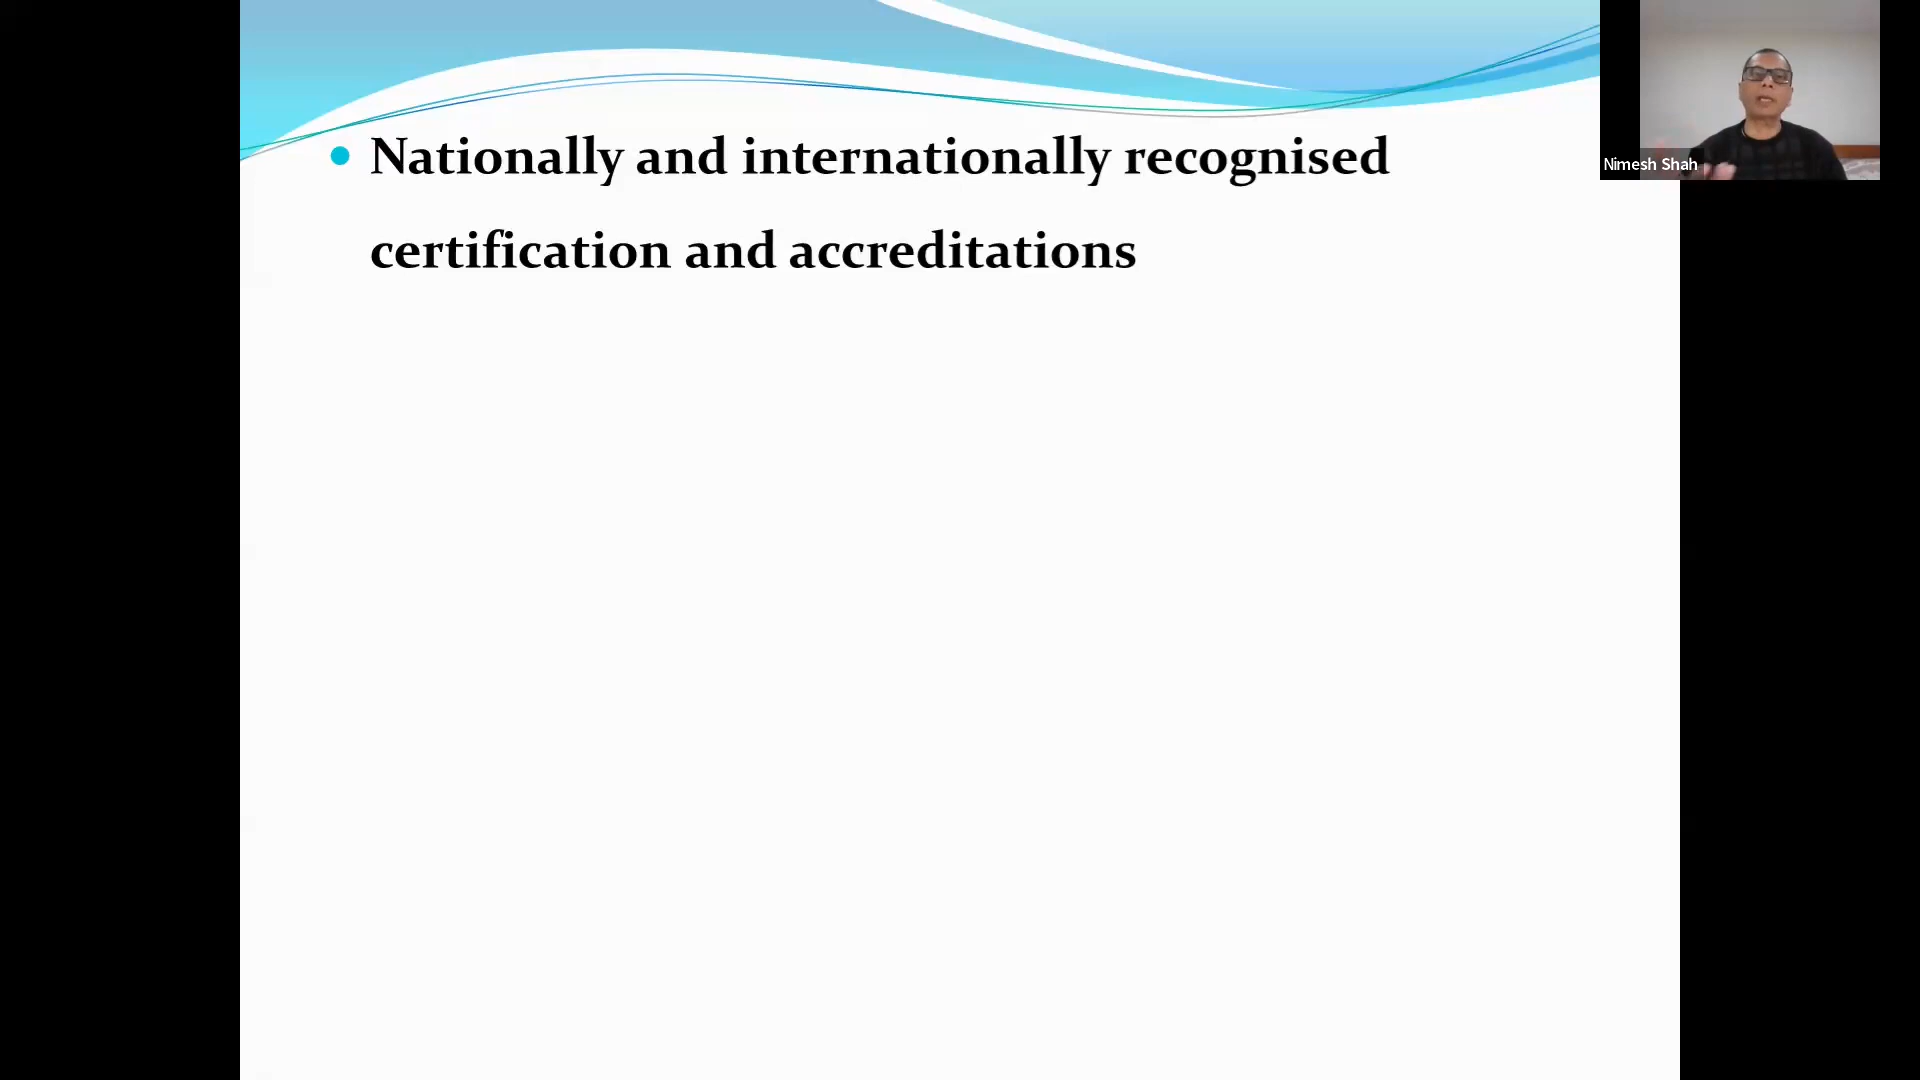 Nationally and internationally recognised
certification and accreditations
Nimesh Shah